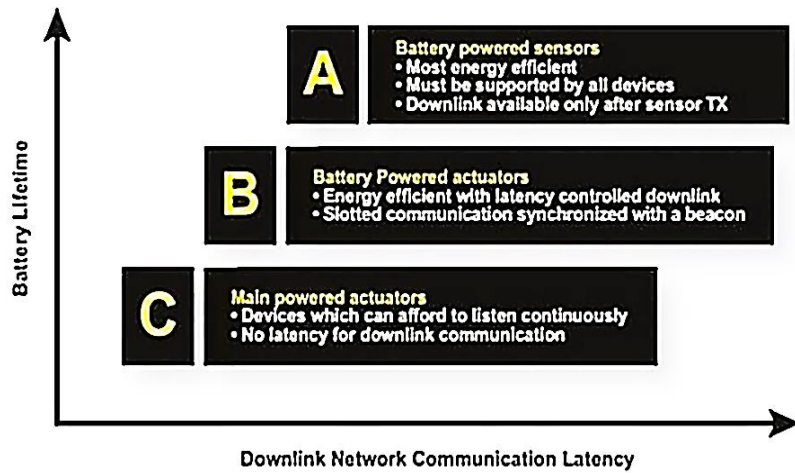 Battery Lifetime
A
Battery powered sensors
• Most energy efficient
• Must be supported by all devices
• Downlink available only after sensor TX
B
Battery Powered actuators
• Energy efficient with latency controlled downlink
• Slotted communication synchronized with a beacon
C
Main powered actuators
• Devices which can afford to listen continuously
• No latency for downlink communication
Downlink Network Communication Latency